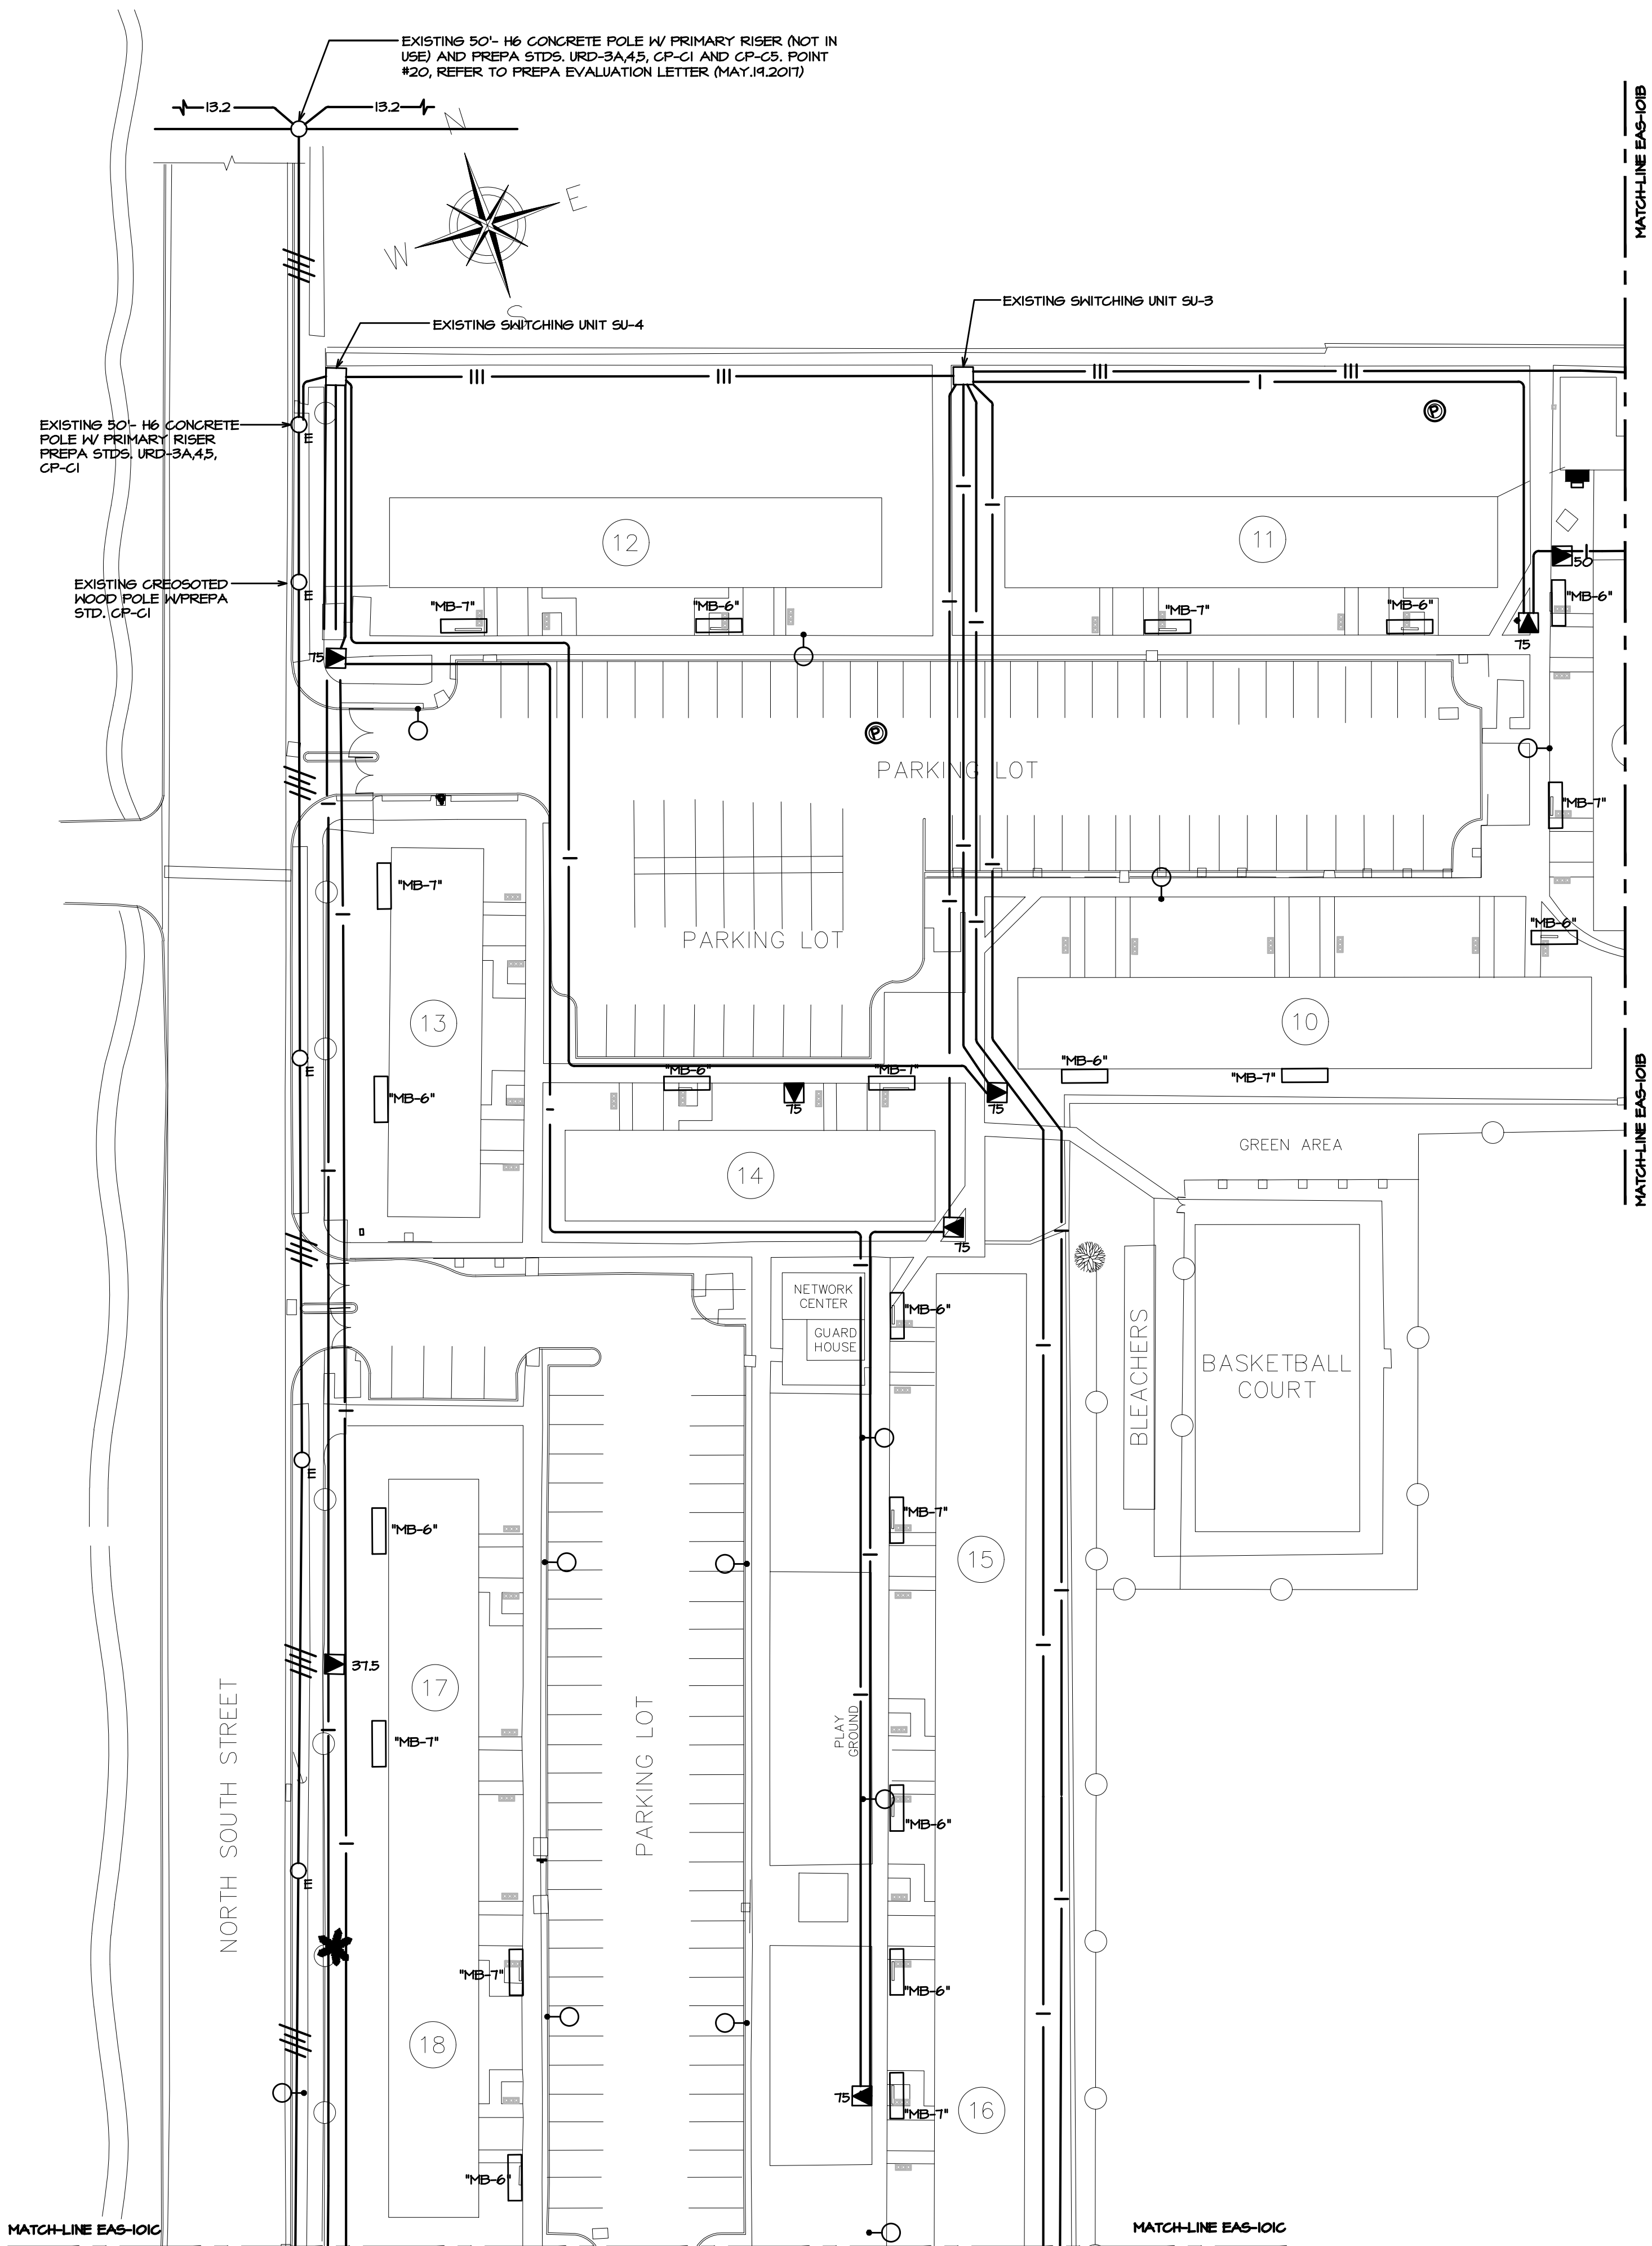 EXISTING 50'- H6 CONCRETE POLE W/ PRIMARY RISER (NOT IN
USE) AND PREPA STDS. URD-3A,4,5, CP-C1 AND CP-C5. POINT
#20, REFER TO PREPA EVALUATION LETTER (MAY.19.2017)
13.2
13.2
MATCH-LINE EAS-101B
N
E
W
S
EXISTING SWITCHING UNIT SU-4
EXISTING SWITCHING UNIT SU-3
EXISTING 50'- H6 CONCRETE
POLE W/ PRIMARY RISER
PREPA STDS. URD-3A,4,5,
CP-C1
E
P
12
11
50
EXISTING CREOSOTED
WOOD POLE W/PREPA
STD. CP-C1
E
"MB-7"
"MB-6"
"MB-7"
"MB-6"
"MB-6"
75
75
P
PARKING LOT
"MB-7"
"MB-7"
PARKING LOT
"MB-6"
13
10
E
"MB-6"
"MB-6"
"MB-7"
"MB-6"
"MB-7"
75
75
MATCH-LINE EAS-101B
GREEN AREA
14
75
NETWORK
CENTER
GUARD
HOUSE
"MB-6"
BLEACHERS
BASKETBALL
COURT
E
"MB-6"
"MB-7"
15
37.5
17
NORTH SOUTH STREET
PARKING LOT
PLAY
GROUND
"MB-7"
"MB-6"
E
"MB-7"
"MB-6"
18
75
16
"MB-7"
"MB-6"
MATCH-LINE EAS-101C
MATCH-LINE EAS-101C